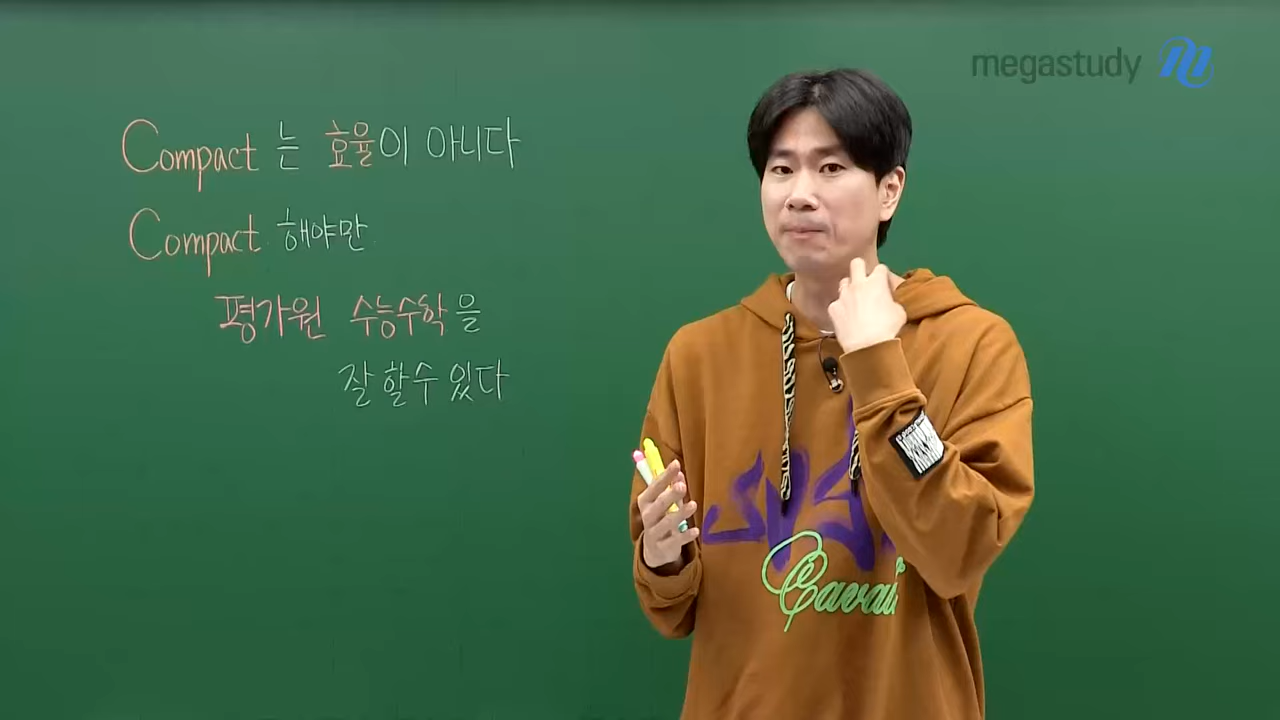 megastudy
Compact 는 효율이 아니다
Compact 해야만
평가원 수능수학을
잘 할 수 있다